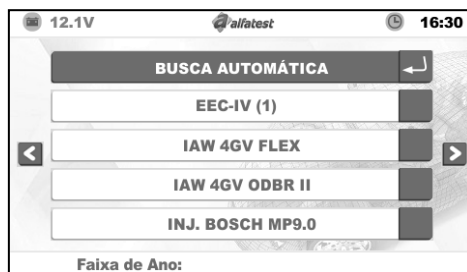 12.1V alfatest 16:30
BUSCA AUTOMÁTICA
EEC-IV (1)
IAW 4GV FLEX
IAW 4GV ODBR II
INJ. BOSCH MP9.0
Faixa de Ano: